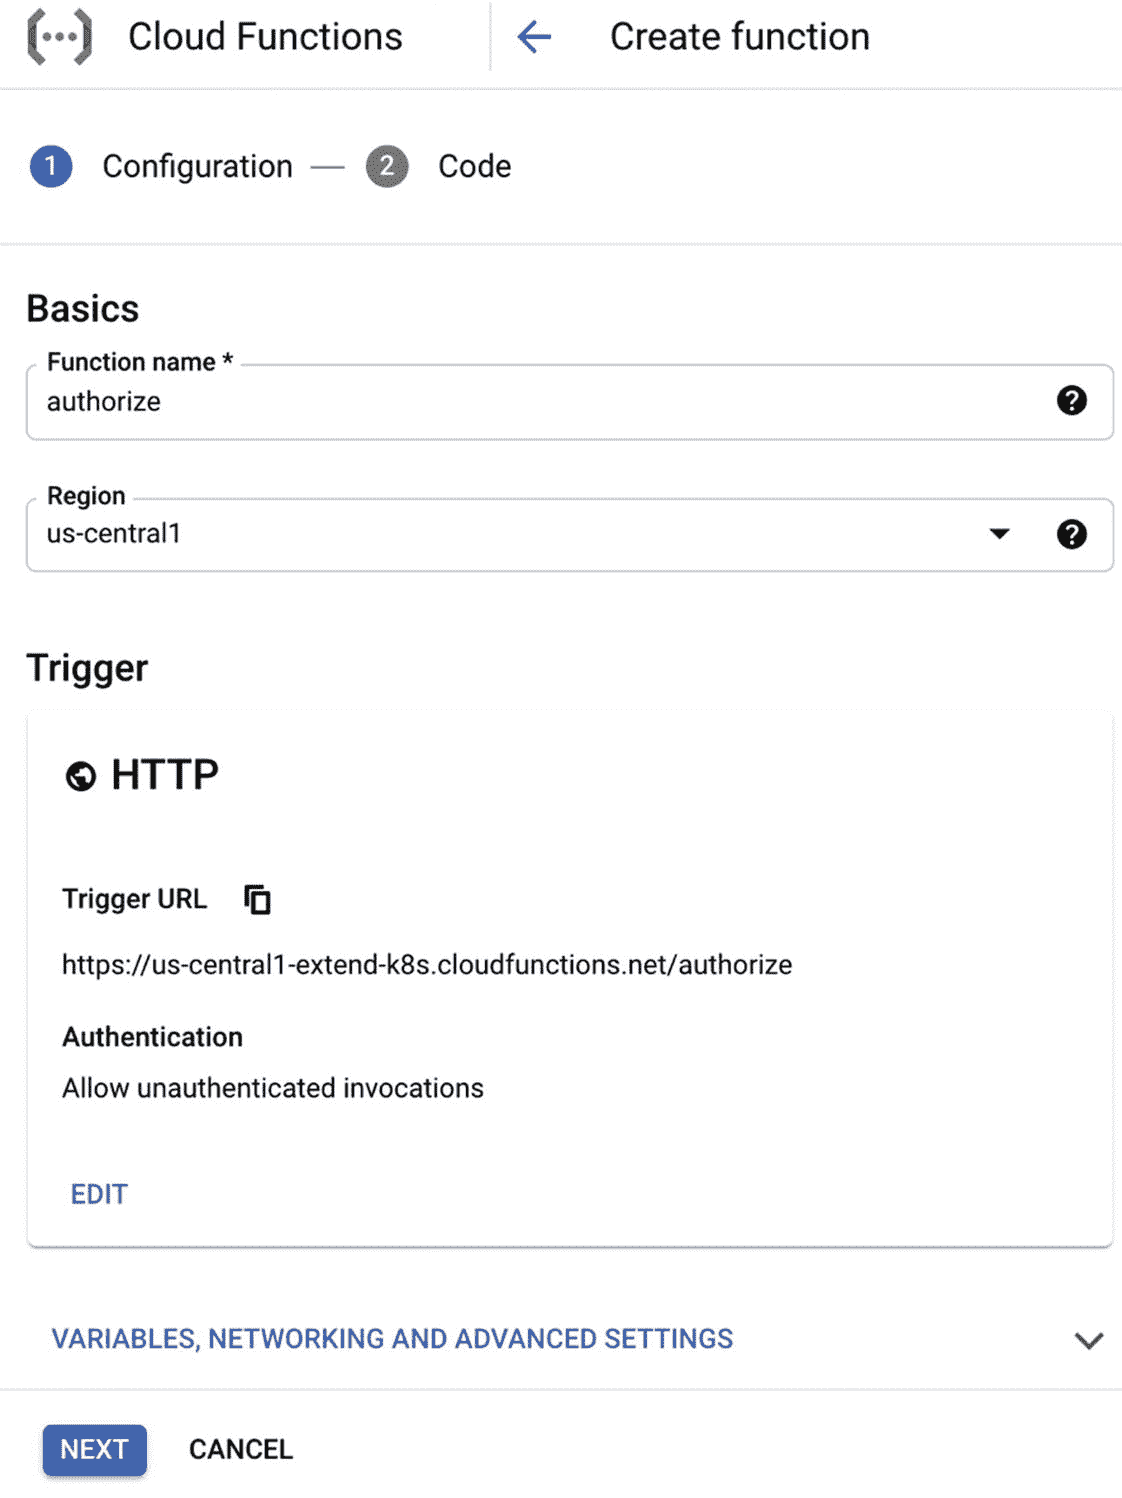 Cloud Functions
Create function
1 Configuration — 2 Code
Basics
Function name *
authorize
Region
us-central1
Trigger
HTTP
Trigger URL
https://us-central1-extend-k8s.cloudfunctions.net/authorize
Authentication
Allow unauthenticated invocations
EDIT
VARIABLES, NETWORKING AND ADVANCED SETTINGS
NEXT CANCEL